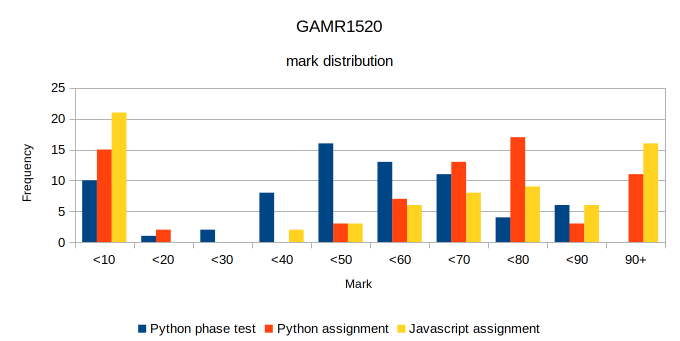 GAMR1520
mark distribution
25
20
15
10
5
0
Frequency
<10 <20 <30 <40 <50 <60 <70 <80 <90 90+
Mark
Python phase test Python assignment Javascript assignment